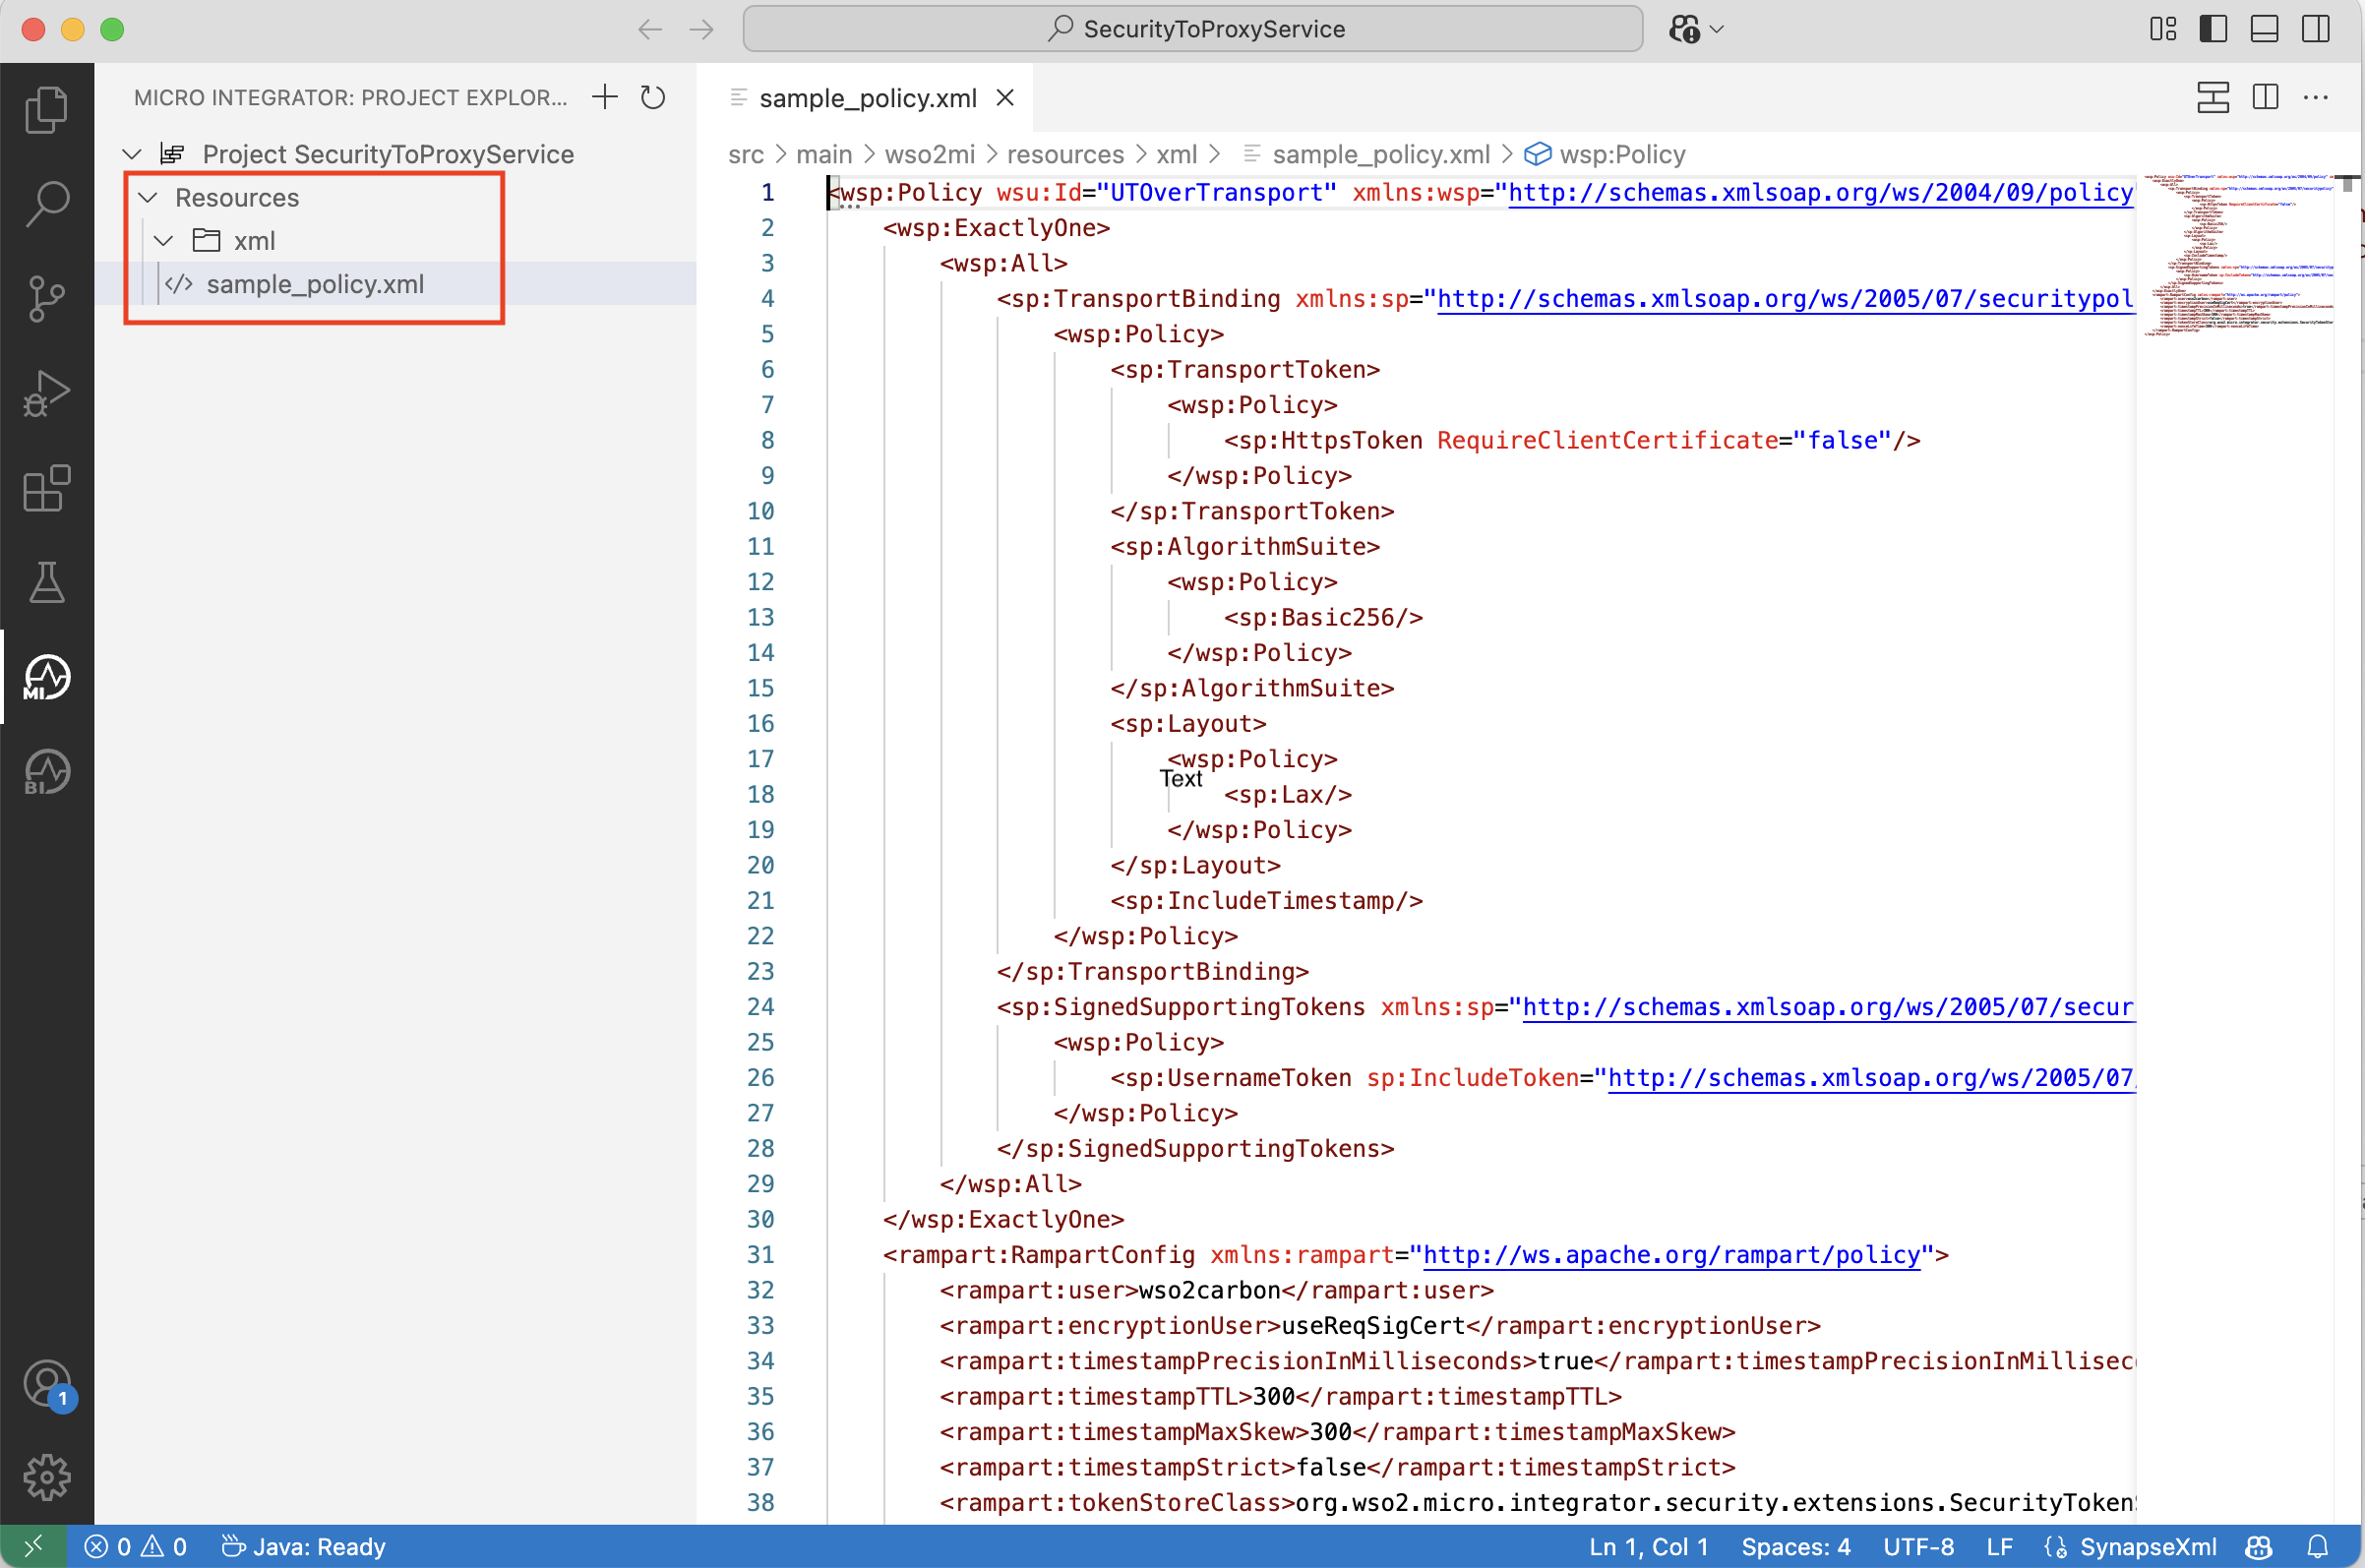 SecurityToProxyService
MICRO INTEGRATOR: PROJECT EXPLOR...
Project SecurityToProxyService
Resources
xml
sample_policy.xml
sample_policy.xml
src > main > wso2mi > resources > xml > sample_policy.xml > wsp:Policy
1 <wsp:Policy wsu:Id="UTOverTransport" xmlns:wsp="http://schemas.xmlsoap.org/ws/2004/09/policy"
2 <wsp:ExactlyOne>
3 <wsp:All>
4 <sp:TransportBinding xmlns:sp="http://schemas.xmlsoap.org/ws/2005/07/securitypol
5 <wsp:Policy>
6 <sp:TransportToken>
7 <wsp:Policy>
8 <sp:HttpsToken RequireClientCertificate="false"/>
9 </wsp:Policy>
10 </sp:TransportToken>
11 <sp:AlgorithmSuite>
12 <wsp:Policy>
13 <sp:Basic256/>
14 </wsp:Policy>
15 </sp:AlgorithmSuite>
16 <sp:Layout>
17 <wsp:Policy>
Text
18 <sp:Lax/>
19 </wsp:Policy>
20 </sp:Layout>
21 <sp:IncludeTimestamp/>
22 </wsp:Policy>
23 </sp:TransportBinding>
24 <sp:SignedSupportingTokens xmlns:sp="http://schemas.xmlsoap.org/ws/2005/07/secur
25 <wsp:Policy>
26 <sp:UsernameToken sp:IncludeToken="http://schemas.xmlsoap.org/ws/2005/07/
27 </wsp:Policy>
28 </sp:SignedSupportingTokens>
29 </wsp:All>
30 </wsp:ExactlyOne>
31 <rampart:RampartConfig xmlns:rampart="http://ws.apache.org/rampart/policy">
32 <rampart:user>wso2carbon</rampart:user>
33 <rampart:encryptionUser>useReqSigCert</rampart:encryptionUser>
34 <rampart:timestampPrecisionInMilliseconds>true</rampart:timestampPrecisionInMillisec
35 <rampart:timestampTTL>300</rampart:timestampTTL>
36 <rampart:timestampMaxSkew>300</rampart:timestampMaxSkew>
37 <rampart:timestampStrict>false</rampart:timestampStrict>
38 <rampart:tokenStoreClass>org.wso2.micro.integrator.security.extensions.SecurityToken
MI
BI
1
0 0 Java: Ready Ln 1, Col 1 Spaces: 4 UTF-8 LF SynapseXml